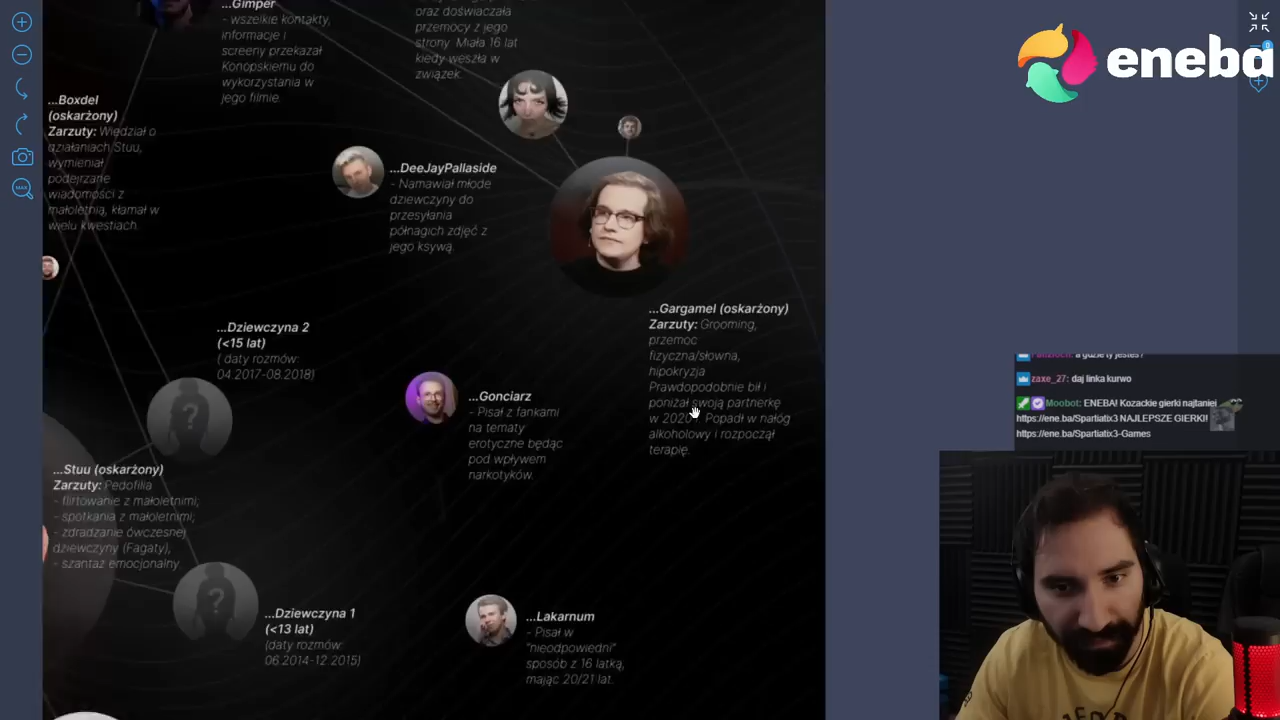 ...Gimper
- wszelkie kontakty,
informacje i
screeny przekazał
Konopskiemu do
wykorzystania w
jego filmie.
oraz doświaczała
przemocy z jego
strony. Miała 16 lat
kiedy weszła w
związek.
eneba
...Boxdel
(oskarżony)
Zarzuty: Wiedział o
działaniach Stuu,
wymieniał
podejrzane
wiadomości z
małoletnią, kłamał w
wielu kwestiach.
...DeeJayPallaside
- Namawiał młode
dziewczyny do
przesyłania
półnagich zdjęć z
jego ksywą.
...Gargamel (oskarżony)
Zarzuty: Grooming,
przemoc
fizyczna/słowna,
hipokryzja
Prawdopodobnie bił i
poniżał swoją partnerkę
w 202 . Popadł w nałóg
alkoholowy i rozpoczął
terapię.
...Dziewczyna 2
(<15 lat)
( daty rozmów:
04.2017-08.2018)
...Gonciarz
- Pisał z fankami
na tematy
erotyczne będąc
pod wpływem
narkotyków.
...Stuu (oskarżony)
Zarzuty: Pedofilia
- flirtowanie z małoletnimi;
- spotkania z małoletnimi;
- zdradzanie ówczesnej
dziewczyny (Fagaty),
- szantaż emocjonalny
...Dziewczyna 1
(<13 lat)
(daty rozmów:
06.2014-12.2015)
...Lakarnum
- Pisał w
"nieodpowiedni"
sposób z 16 latką,
mając 20/21 lat.
a gdzie ty jesteś?
zaxe_27: daj linka kurwo
Moobot: ENEBA! Kozackie gierki najtaniej
https://ene.ba/Spartiatix3 NAJLEPSZE GIERKI!
https://ene.ba/Spartiatix3-Games